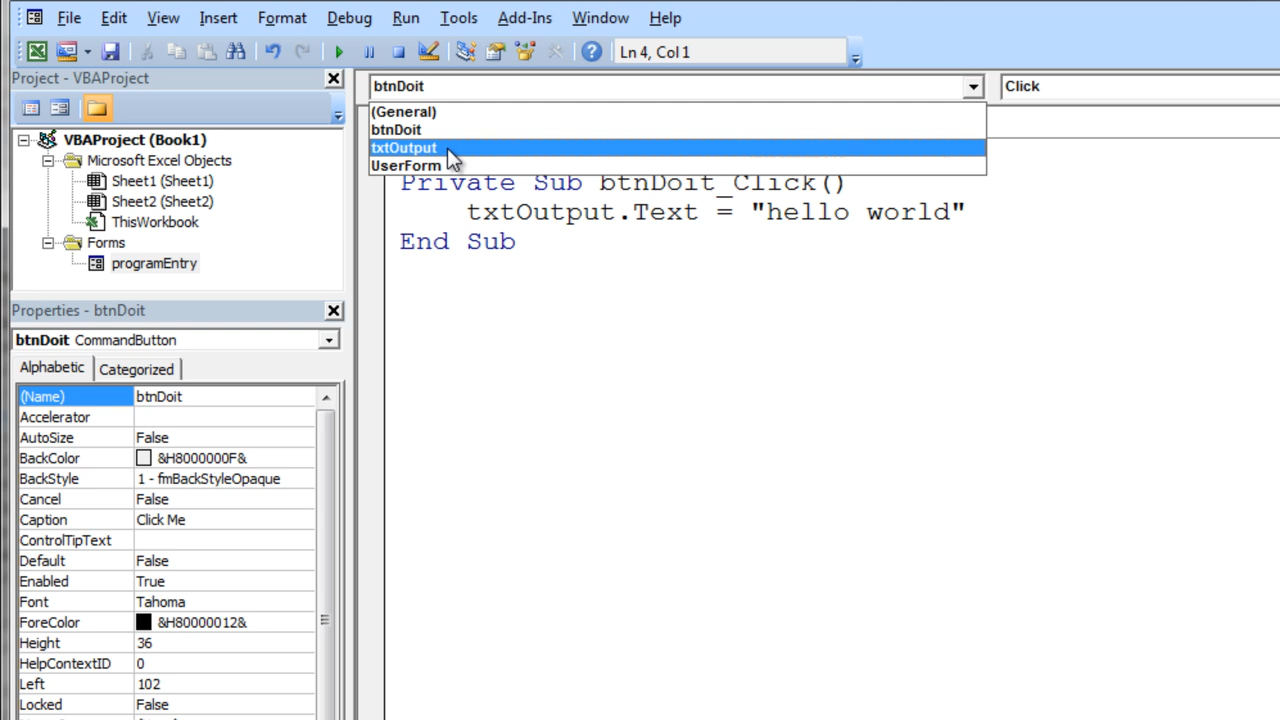 File Edit View Insert Format Debug Run Tools Add-Ins Window Help
Ln 4, Col 1
Project - VBAProject
btnDoit
Click
(General)
btnDoit
txtOutput
UserForm
VBAProject (Book1)
Microsoft Excel Objects
Sheet1 (Sheet1)
Sheet2 (Sheet2)
ThisWorkbook
Forms
programEntry
Private Sub btnDoit_Click()
txtOutput.Text = "hello world"
End Sub
Properties - btnDoit
btnDoit CommandButton
Alphabetic Categorized
(Name) btnDoit
Accelerator
AutoSize False
BackColor &H8000000F&
BackStyle 1 - fmBackStyleOpaque
Cancel False
Caption Click Me
ControlTipText
Default False
Enabled True
Font Tahoma
ForeColor &H80000012&
Height 36
HelpContextID 0
Left 102
Locked False